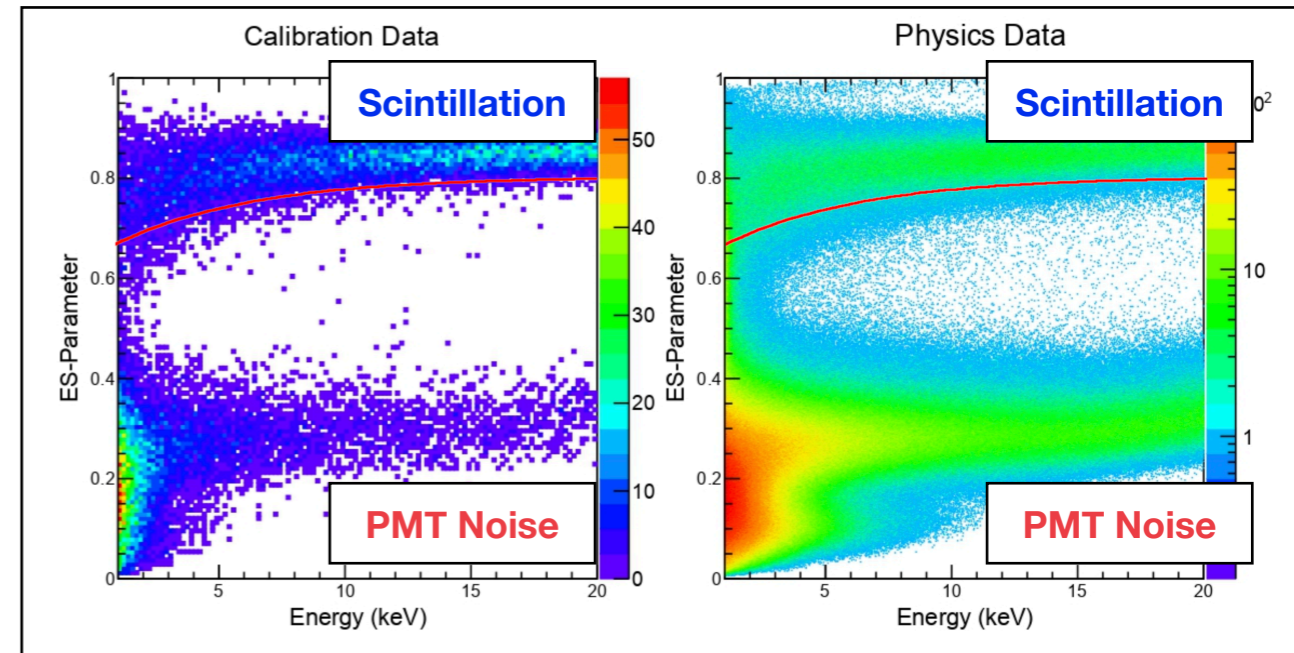 Calibration Data
Scintillation
1
0.8
0.6
0.4
0.2
0
ES-Parameter
50
40
30
20
10
0
PMT Noise
5
10
15
20
Energy (keV)
Physics Data
Scintillation
1
0.8
0.6
0.4
0.2
0
ES-Parameter
0²
10
1
PMT Noise
5
10
15
20
Energy (keV)